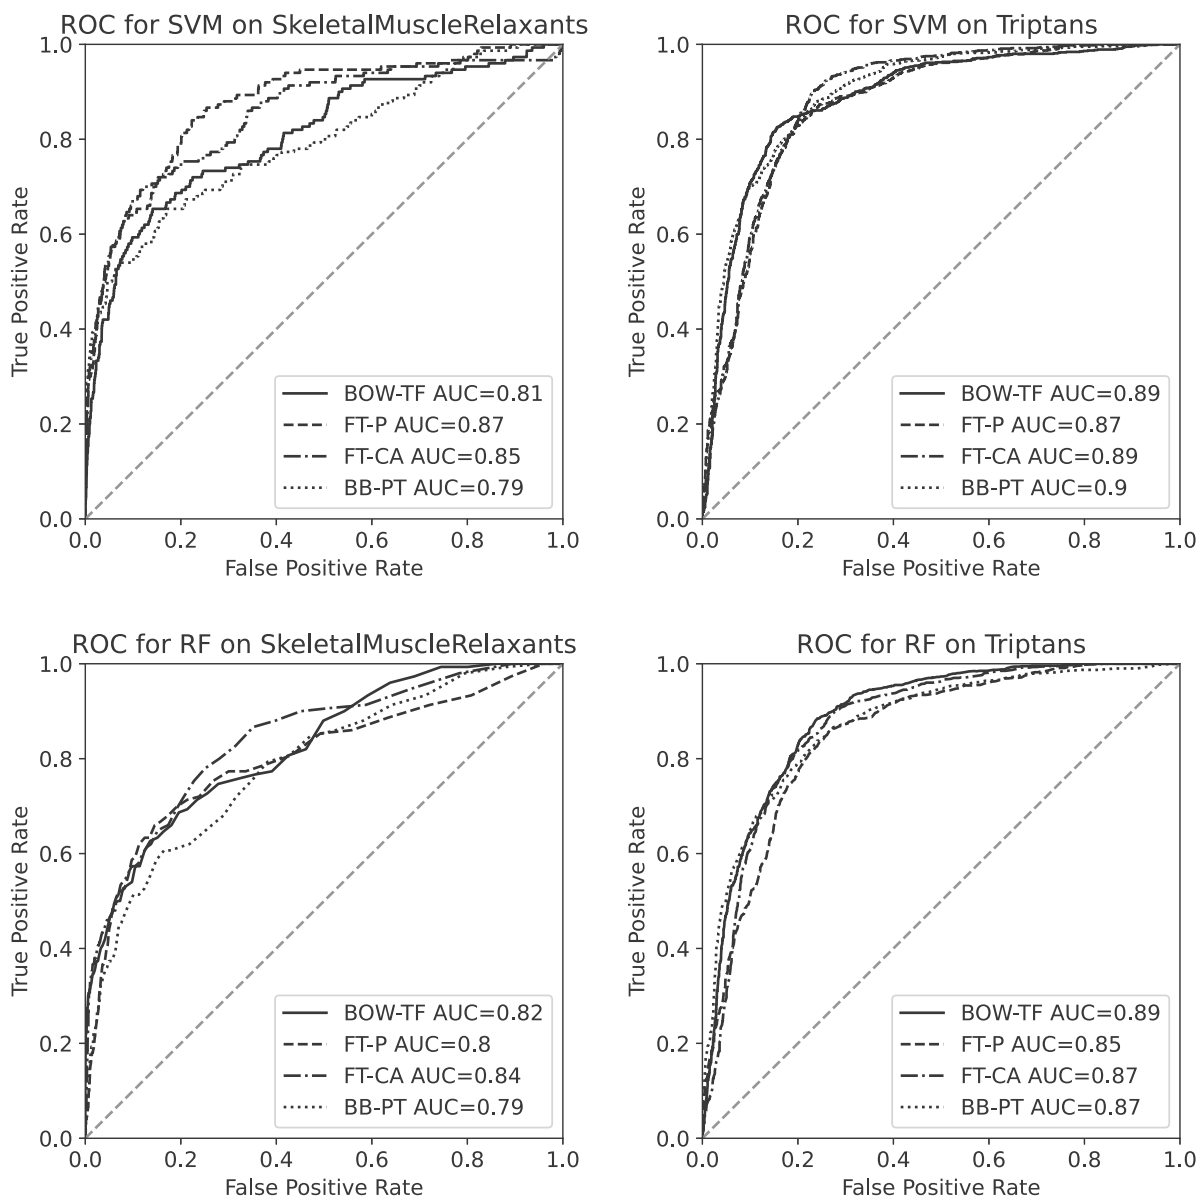 ROC for SVM on SkeletalMuscleRelaxants
1.0
0.8
0.6
0.4
0.2
0.0
True Positive Rate
BOW-TF AUC=0.81
FT-P AUC=0.87
FT-CA AUC=0.85
BB-PT AUC=0.79
0.0 0.2 0.4 0.6 0.8 1.0
False Positive Rate
ROC for SVM on Triptans
1.0
0.8
0.6
0.4
0.2
0.0
True Positive Rate
BOW-TF AUC=0.89
FT-P AUC=0.87
FT-CA AUC=0.89
BB-PT AUC=0.9
0.0 0.2 0.4 0.6 0.8 1.0
False Positive Rate
ROC for RF on SkeletalMuscleRelaxants
1.0
0.8
0.6
0.4
0.2
0.0
True Positive Rate
BOW-TF AUC=0.82
FT-P AUC=0.8
FT-CA AUC=0.84
BB-PT AUC=0.79
0.0 0.2 0.4 0.6 0.8 1.0
False Positive Rate
ROC for RF on Triptans
1.0
0.8
0.6
0.4
0.2
0.0
True Positive Rate
BOW-TF AUC=0.89
FT-P AUC=0.85
FT-CA AUC=0.87
BB-PT AUC=0.87
0.0 0.2 0.4 0.6 0.8 1.0
False Positive Rate